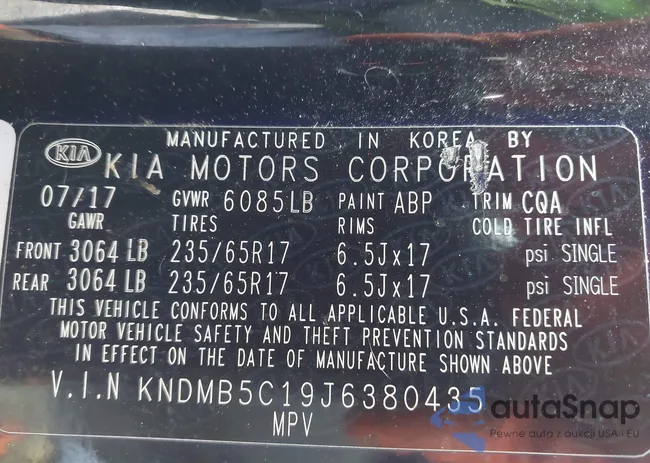 MANUFACTURED IN KOREA BY
KIA KIA MOTORS CORPORATION
07/17 GVWR 6085LB PAINT ABP TRIM CQA
GAWR TIRES RIMS COLD TIRE INFL
FRONT 3064 LB 235/65R17 6.5Jx17 psi SINGLE
REAR 3064 LB 235/65R17 6.5Jx17 psi SINGLE
THIS VEHICLE CONFORMS TO ALL APPLICABLE U.S.A. FEDERAL
MOTOR VEHICLE SAFETY AND THEFT PREVENTION STANDARDS
IN EFFECT ON THE DATE OF MANUFACTURE SHOWN ABOVE
V.I.N KNDMB5C19J6380435
MPV
autaSnap
Pewne auta z aukcji USA i EU